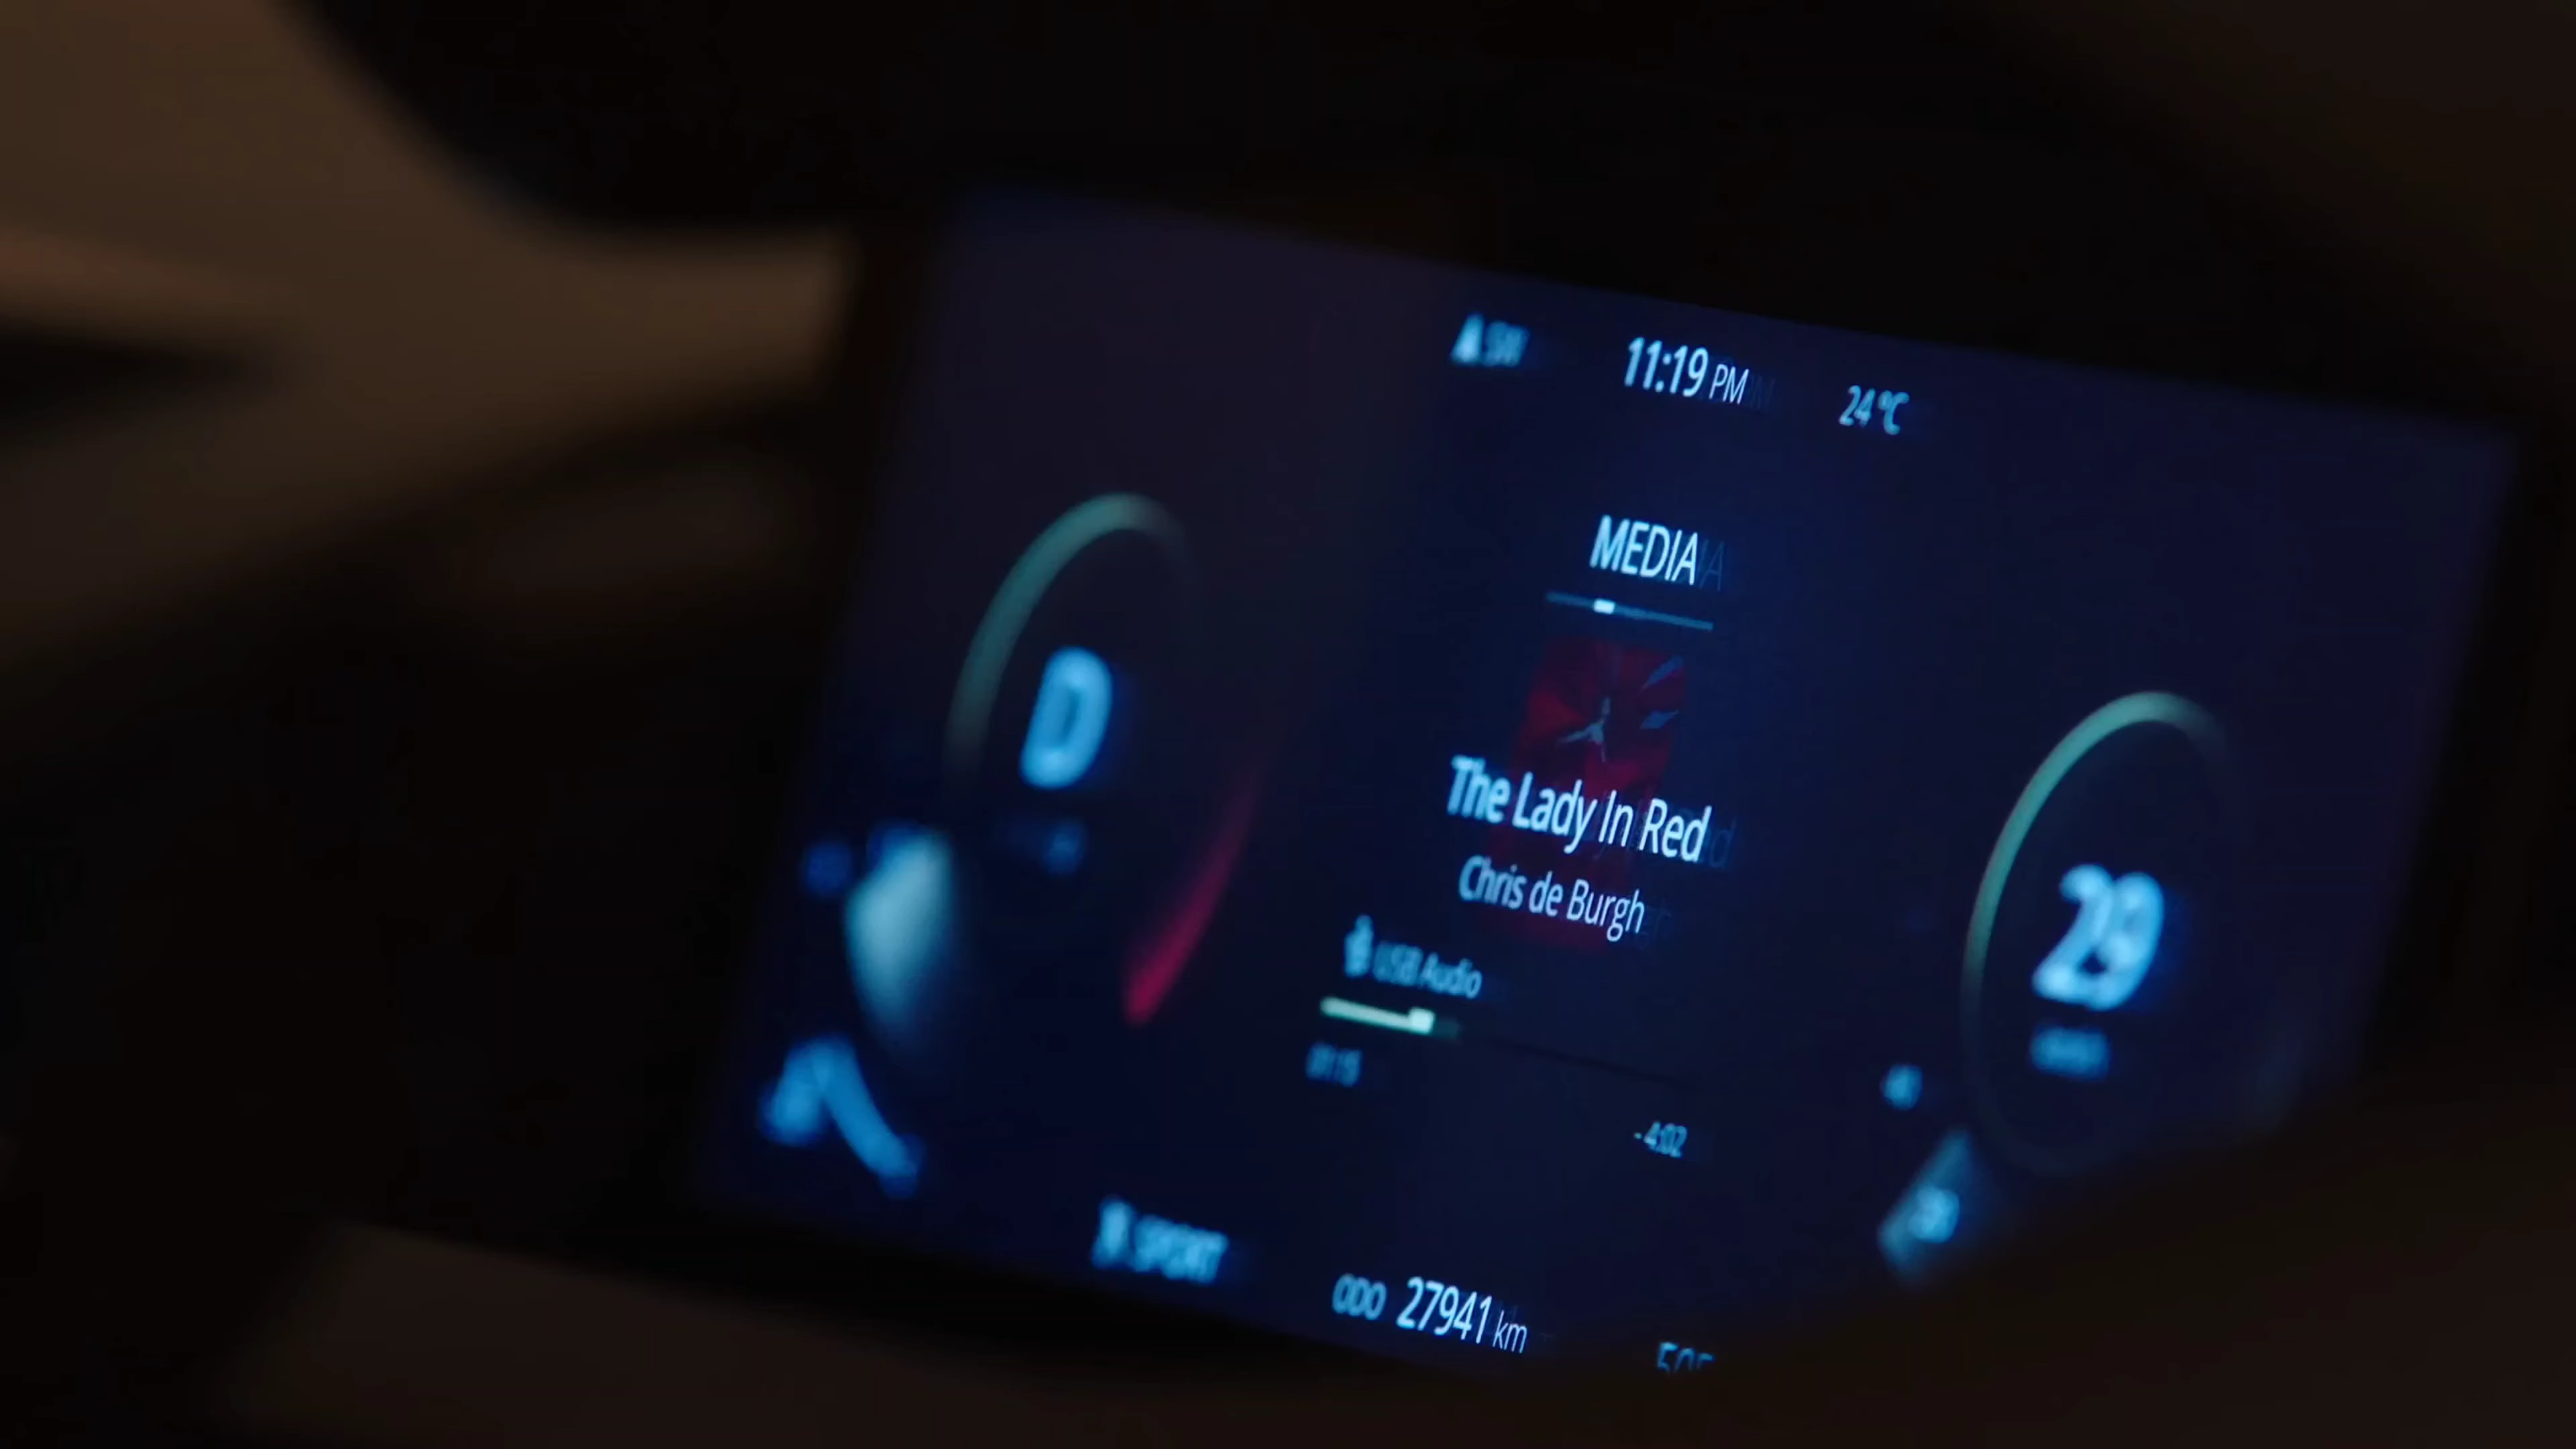 SW
11:19 PM
24°C
MEDIA
D
The Lady In Red
Chris de Burgh
29
USB Audio
-4:02
SPORT
ODO 27941 km